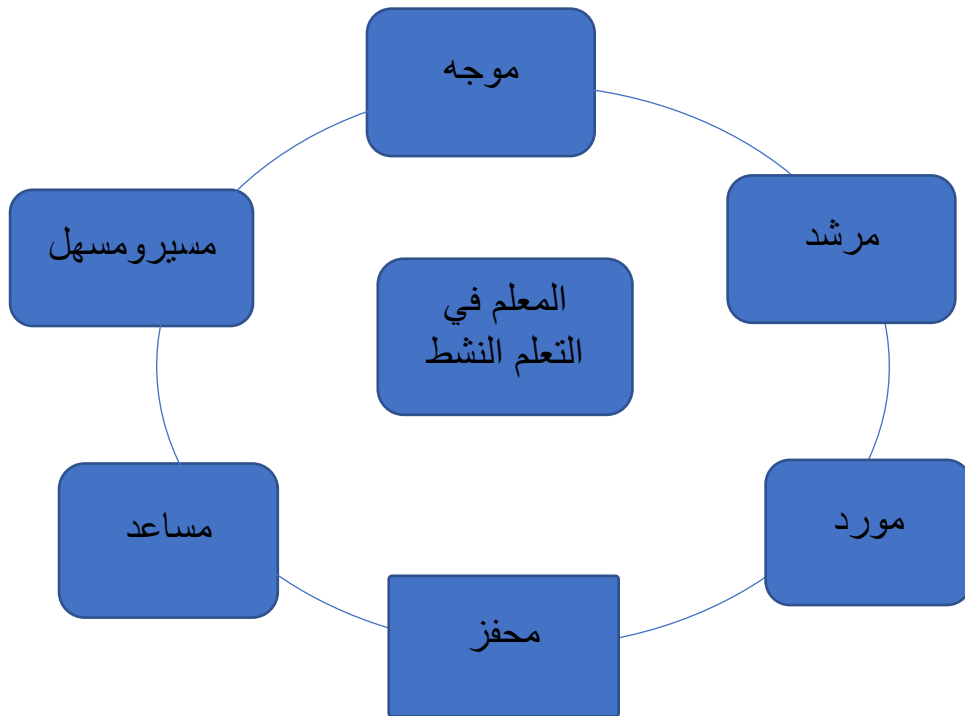 موجه
مرشد
مسيرومسهل
المعلم في
التعلم النشط
مورد
مساعد
محفز